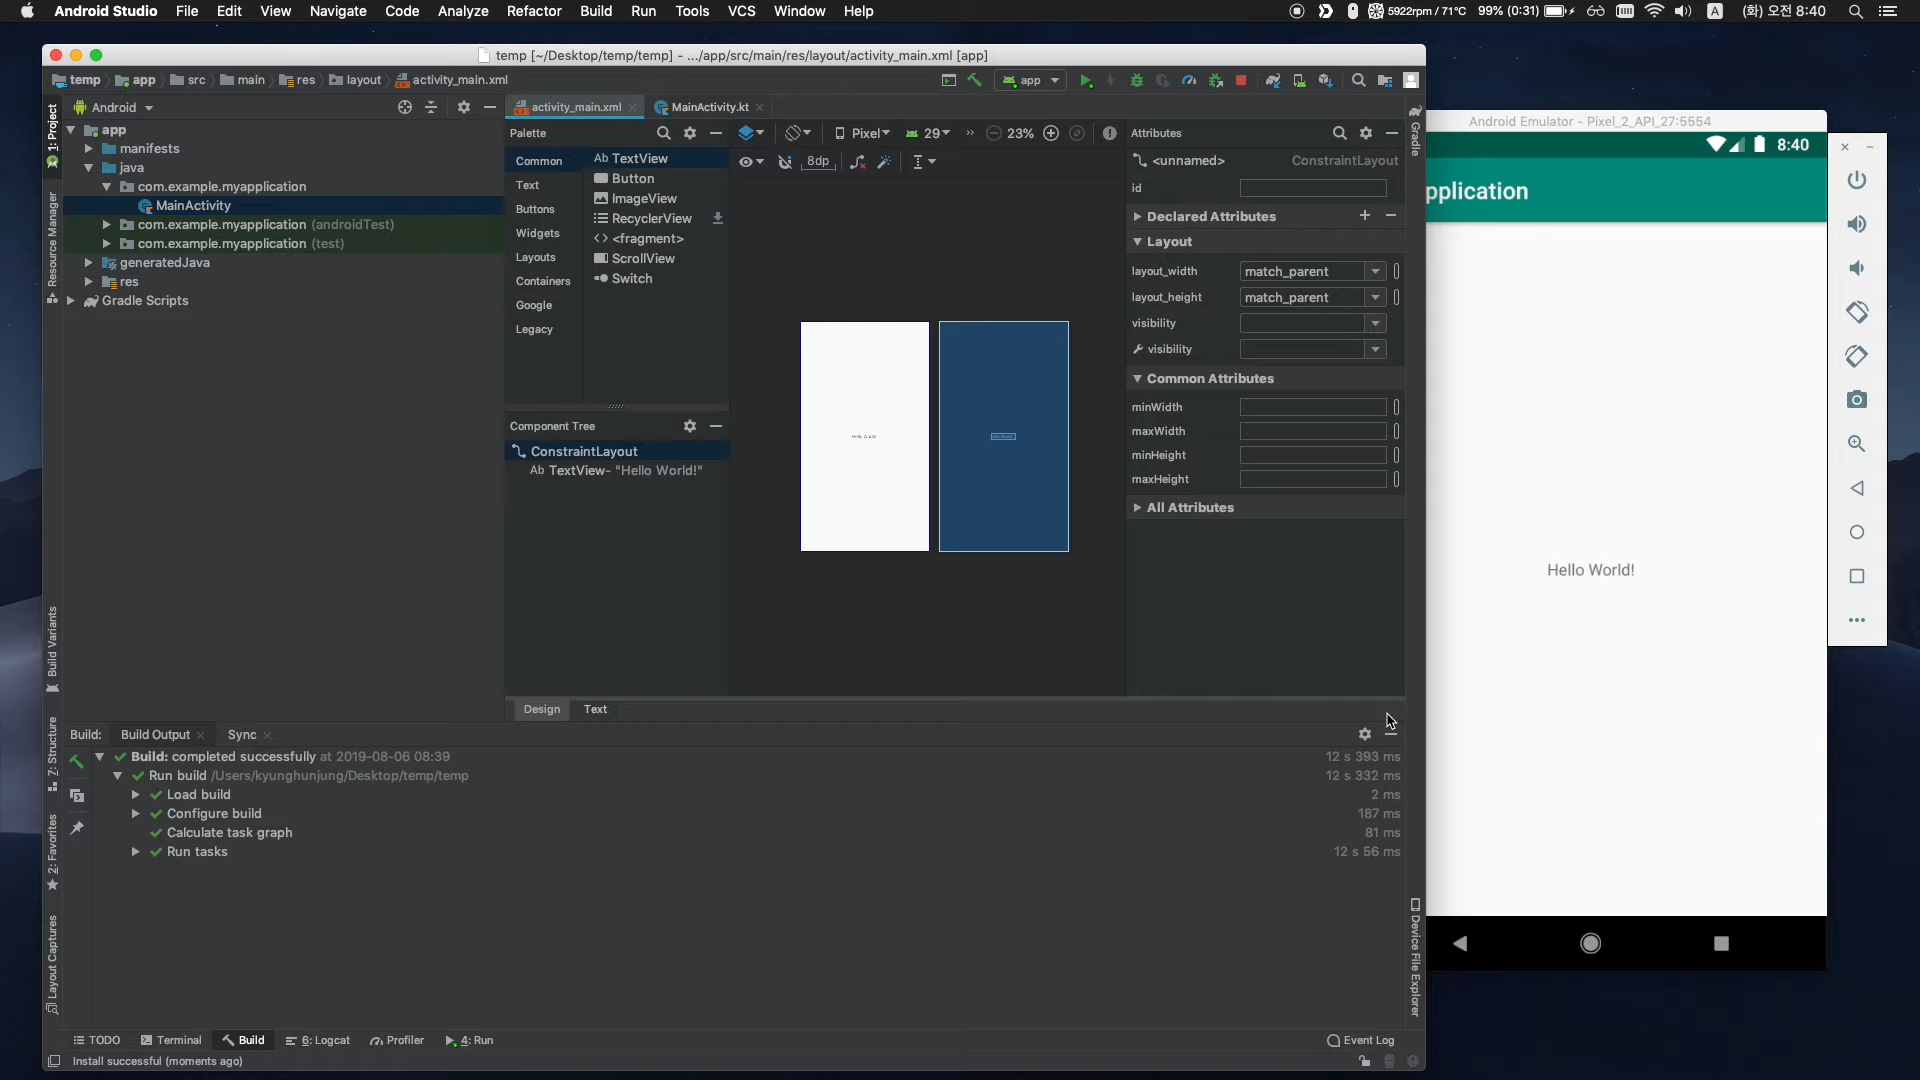 Android Studio File Edit View Navigate Code Analyze Refactor Build Run Tools VCS Window Help 5922rpm / 71°C 99% (0:31) A (화) 오전 8:40
temp [~/Desktop/temp/temp] - .../app/src/main/res/layout/activity_main.xml [app]
temp app src main res layout activity_main.xml app
1: Project
Resource Manager
Build Variants
Z: Structure
2: Favorites
Layout Captures
Android
app
manifests
java
com.example.myapplication
MainActivity
com.example.myapplication (androidTest)
com.example.myapplication (test)
generatedJava
res
Gradle Scripts
activity_main.xml MainActivity.kt
Palette
Common
Text
Buttons
Widgets
Layouts
Containers
Google
Legacy
Ab TextView
Button
ImageView
RecyclerView
<> <fragment>
ScrollView
Switch
Component Tree
ConstraintLayout
Ab TextView- "Hello World!"
Pixel 29 » 23%
8dp
Hello World!
Design Text
Attributes
<unnamed> ConstraintLayout
id
Declared Attributes
Layout
layout_width match_parent
layout_height match_parent
visibility
visibility
Common Attributes
minWidth
maxWidth
minHeight
maxHeight
All Attributes
Gradle
Device File Explorer
Build: Build Output Sync
Build: completed successfully at 2019-08-06 08:39 12 s 393 ms
Run build /Users/kyunghunjung/Desktop/temp/temp 12 s 332 ms
Load build 2 ms
Configure build 187 ms
Calculate task graph 81 ms
Run tasks 12 s 56 ms
TODO Terminal Build 6: Logcat Profiler 4: Run Event Log
Install successful (moments ago)
Android Emulator - Pixel_2_API_27:5554
8:40
pplication
Hello World!